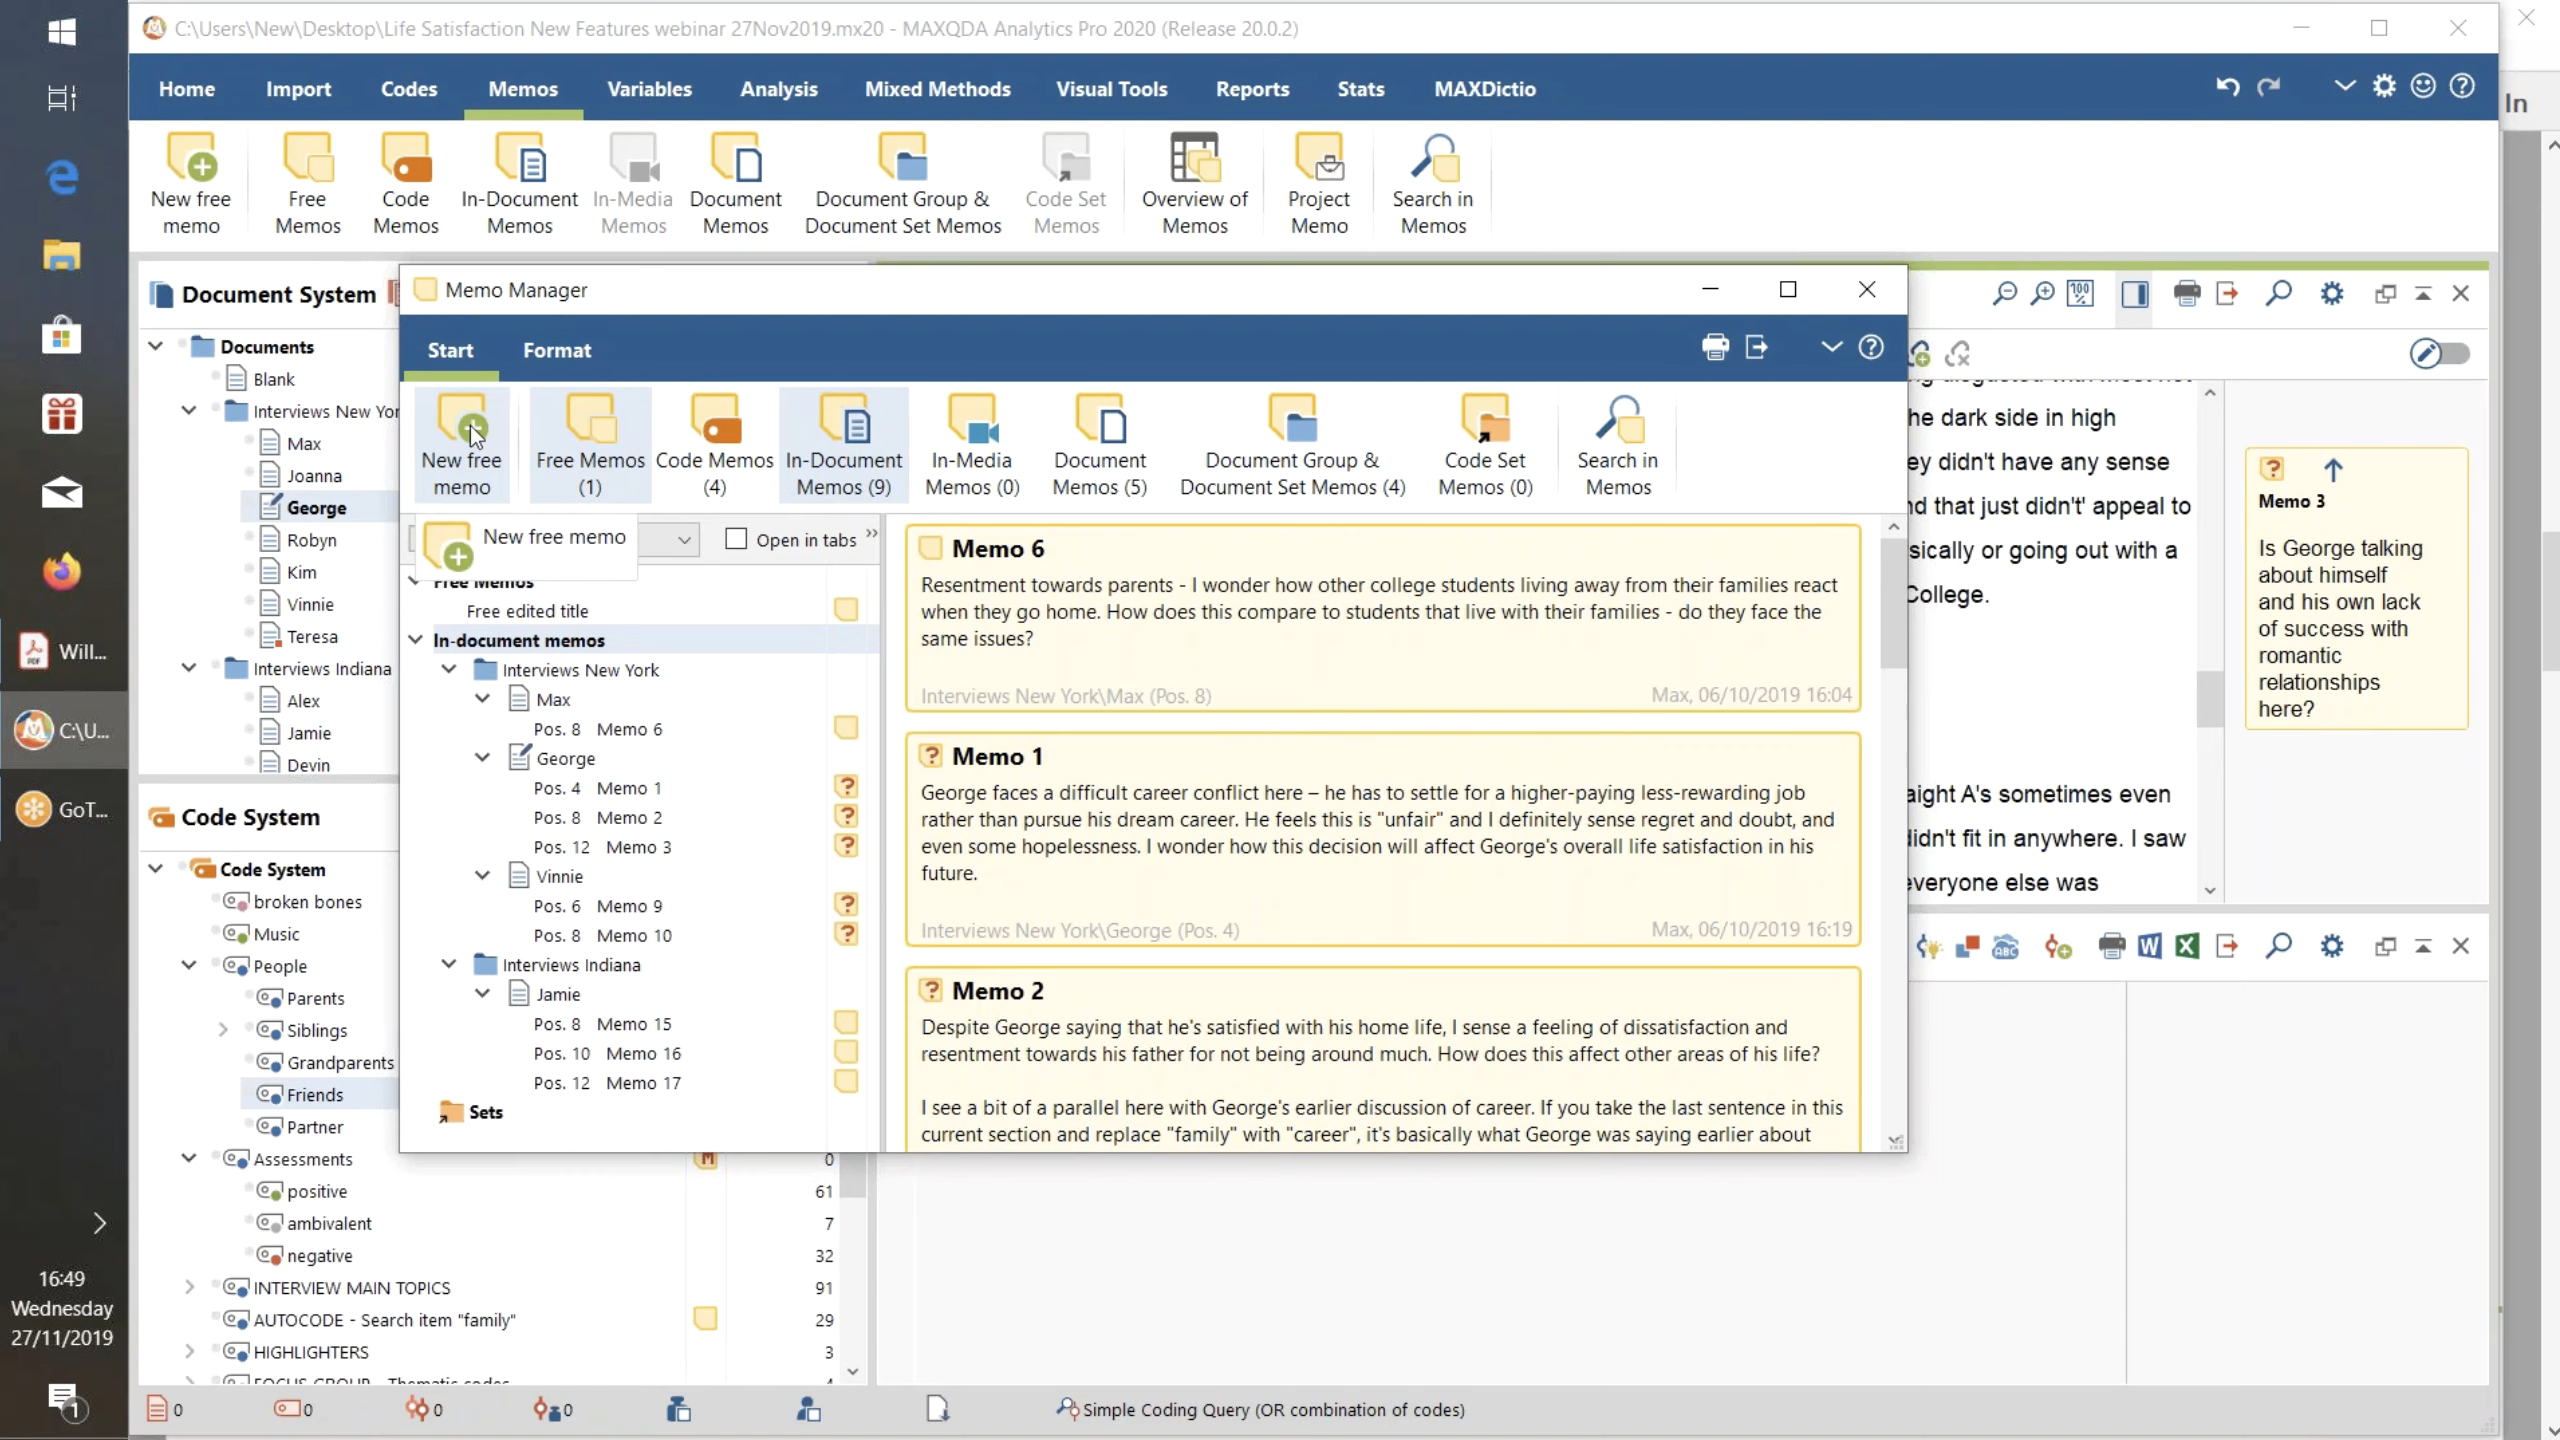 C:\Users\New\Desktop\Life Satisfaction New Features webinar 27Nov2019.mx20 - MAXQDA Analytics Pro 2020 (Release 20.0.2)
Home Import Codes Memos Variables Analysis Mixed Methods Visual Tools Reports Stats MAXDictio
In
New free memo
Free Memos
Code Memos
In-Document Memos
In-Media Memos
Document Memos
Document Group & Document Set Memos
Code Set Memos
Overview of Memos
Project Memo
Search in Memos
Document System
Documents
Blank
Interviews New Yor
Max
Joanna
George
Robyn
Kim
Vinnie
Teresa
Interviews Indiana
Alex
Jamie
Devin
Code System
Code System
broken bones
Music
People
Parents
Siblings
Grandparents
Friends
Partner
Assessments 0
positive 61
ambivalent 7
negative 32
INTERVIEW MAIN TOPICS 91
AUTOCODE - Search item "family" 29
HIGHLIGHTERS 3
Memo Manager
Start Format
New free memo
Free Memos (1)
Code Memos (4)
In-Document Memos (9)
In-Media Memos (0)
Document Memos (5)
Document Group & Document Set Memos (4)
Code Set Memos (0)
Search in Memos
New free memo
Open in tabs
Free Memos
Free edited title
In-document memos
Interviews New York
Max
Pos. 8 Memo 6
George
Pos. 4 Memo 1
Pos. 8 Memo 2
Pos. 12 Memo 3
Vinnie
Pos. 6 Memo 9
Pos. 8 Memo 10
Interviews Indiana
Jamie
Pos. 8 Memo 15
Pos. 10 Memo 16
Pos. 12 Memo 17
Sets
Memo 6
Resentment towards parents - I wonder how other college students living away from their families react
when they go home. How does this compare to students that live with their families - do they face the
same issues?
Interviews New York\Max (Pos. 8) Max, 06/10/2019 16:04
Memo 1
George faces a difficult career conflict here – he has to settle for a higher-paying less-rewarding job
rather than pursue his dream career. He feels this is "unfair" and I definitely sense regret and doubt, and
even some hopelessness. I wonder how this decision will affect George's overall life satisfaction in his
future.
Interviews New York\George (Pos. 4) Max, 06/10/2019 16:19
Memo 2
Despite George saying that he's satisfied with his home life, I sense a feeling of dissatisfaction and
resentment towards his father for not being around much. How does this affect other areas of his life?
I see a bit of a parallel here with George's earlier discussion of career. If you take the last sentence in this
current section and replace "family" with "career", it's basically what George was saying earlier about
he dark side in high
ey didn't have any sense
nd that just didn't' appeal to
sically or going out with a
College.
aight A's sometimes even
didn't fit in anywhere. I saw
everyone else was
Memo 3
Is George talking
about himself
and his own lack
of success with
romantic
relationships
here?
Will...
C:\U...
GoT...
16:49
Wednesday
27/11/2019
1
0 0 0 0
Simple Coding Query (OR combination of codes)